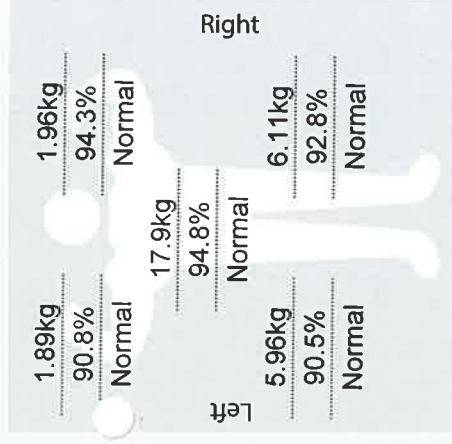 Right
1.96kg
94.3%
Normal
6.11kg
92.8%
Normal
17.9kg
94.8%
Normal
1.89kg
90.8%
Normal
5.96kg
90.5%
Normal
Left